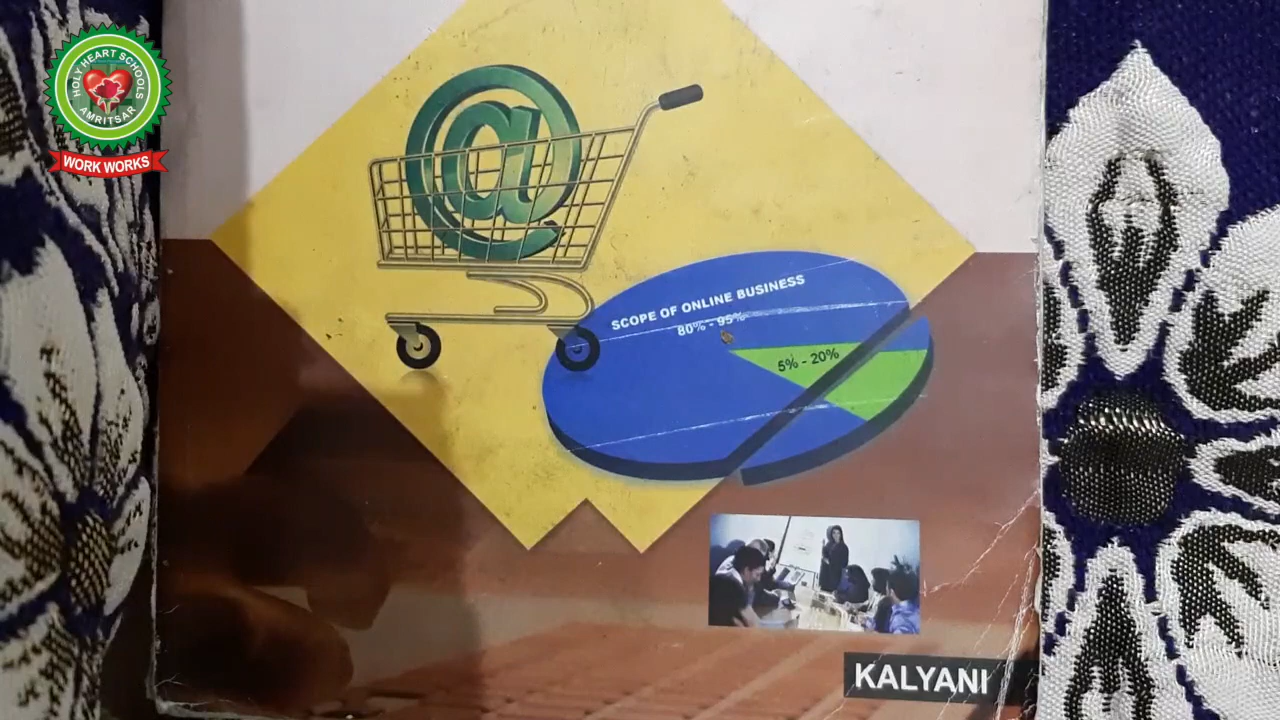 HOLY HEART SCHOOLS
AMRITSAR
WORK WORKS
@
SCOPE OF ONLINE BUSINESS
80% - 95%
5% - 20%
KALYANI